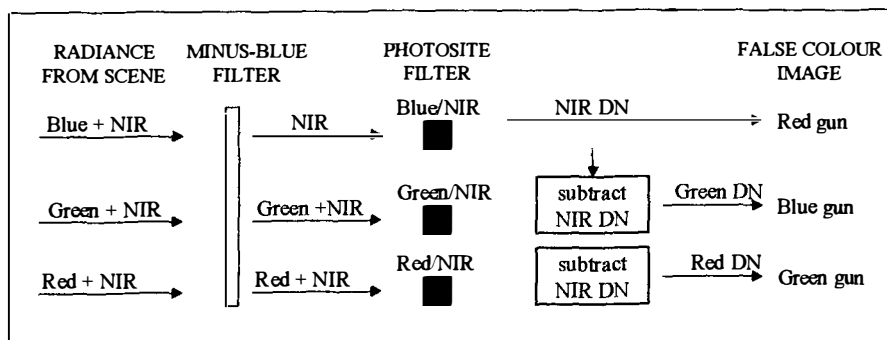 RADIANCE FROM SCENE
MINUS-BLUE FILTER
PHOTOSITE FILTER
FALSE COLOUR IMAGE
Blue + NIR
NIR
Blue/NIR
NIR DN
Red gun
Green + NIR
Green +NIR
Green/NIR
subtract NIR DN
Green DN
Blue gun
Red + NIR
Red + NIR
Red/NIR
subtract NIR DN
Red DN
Green gun